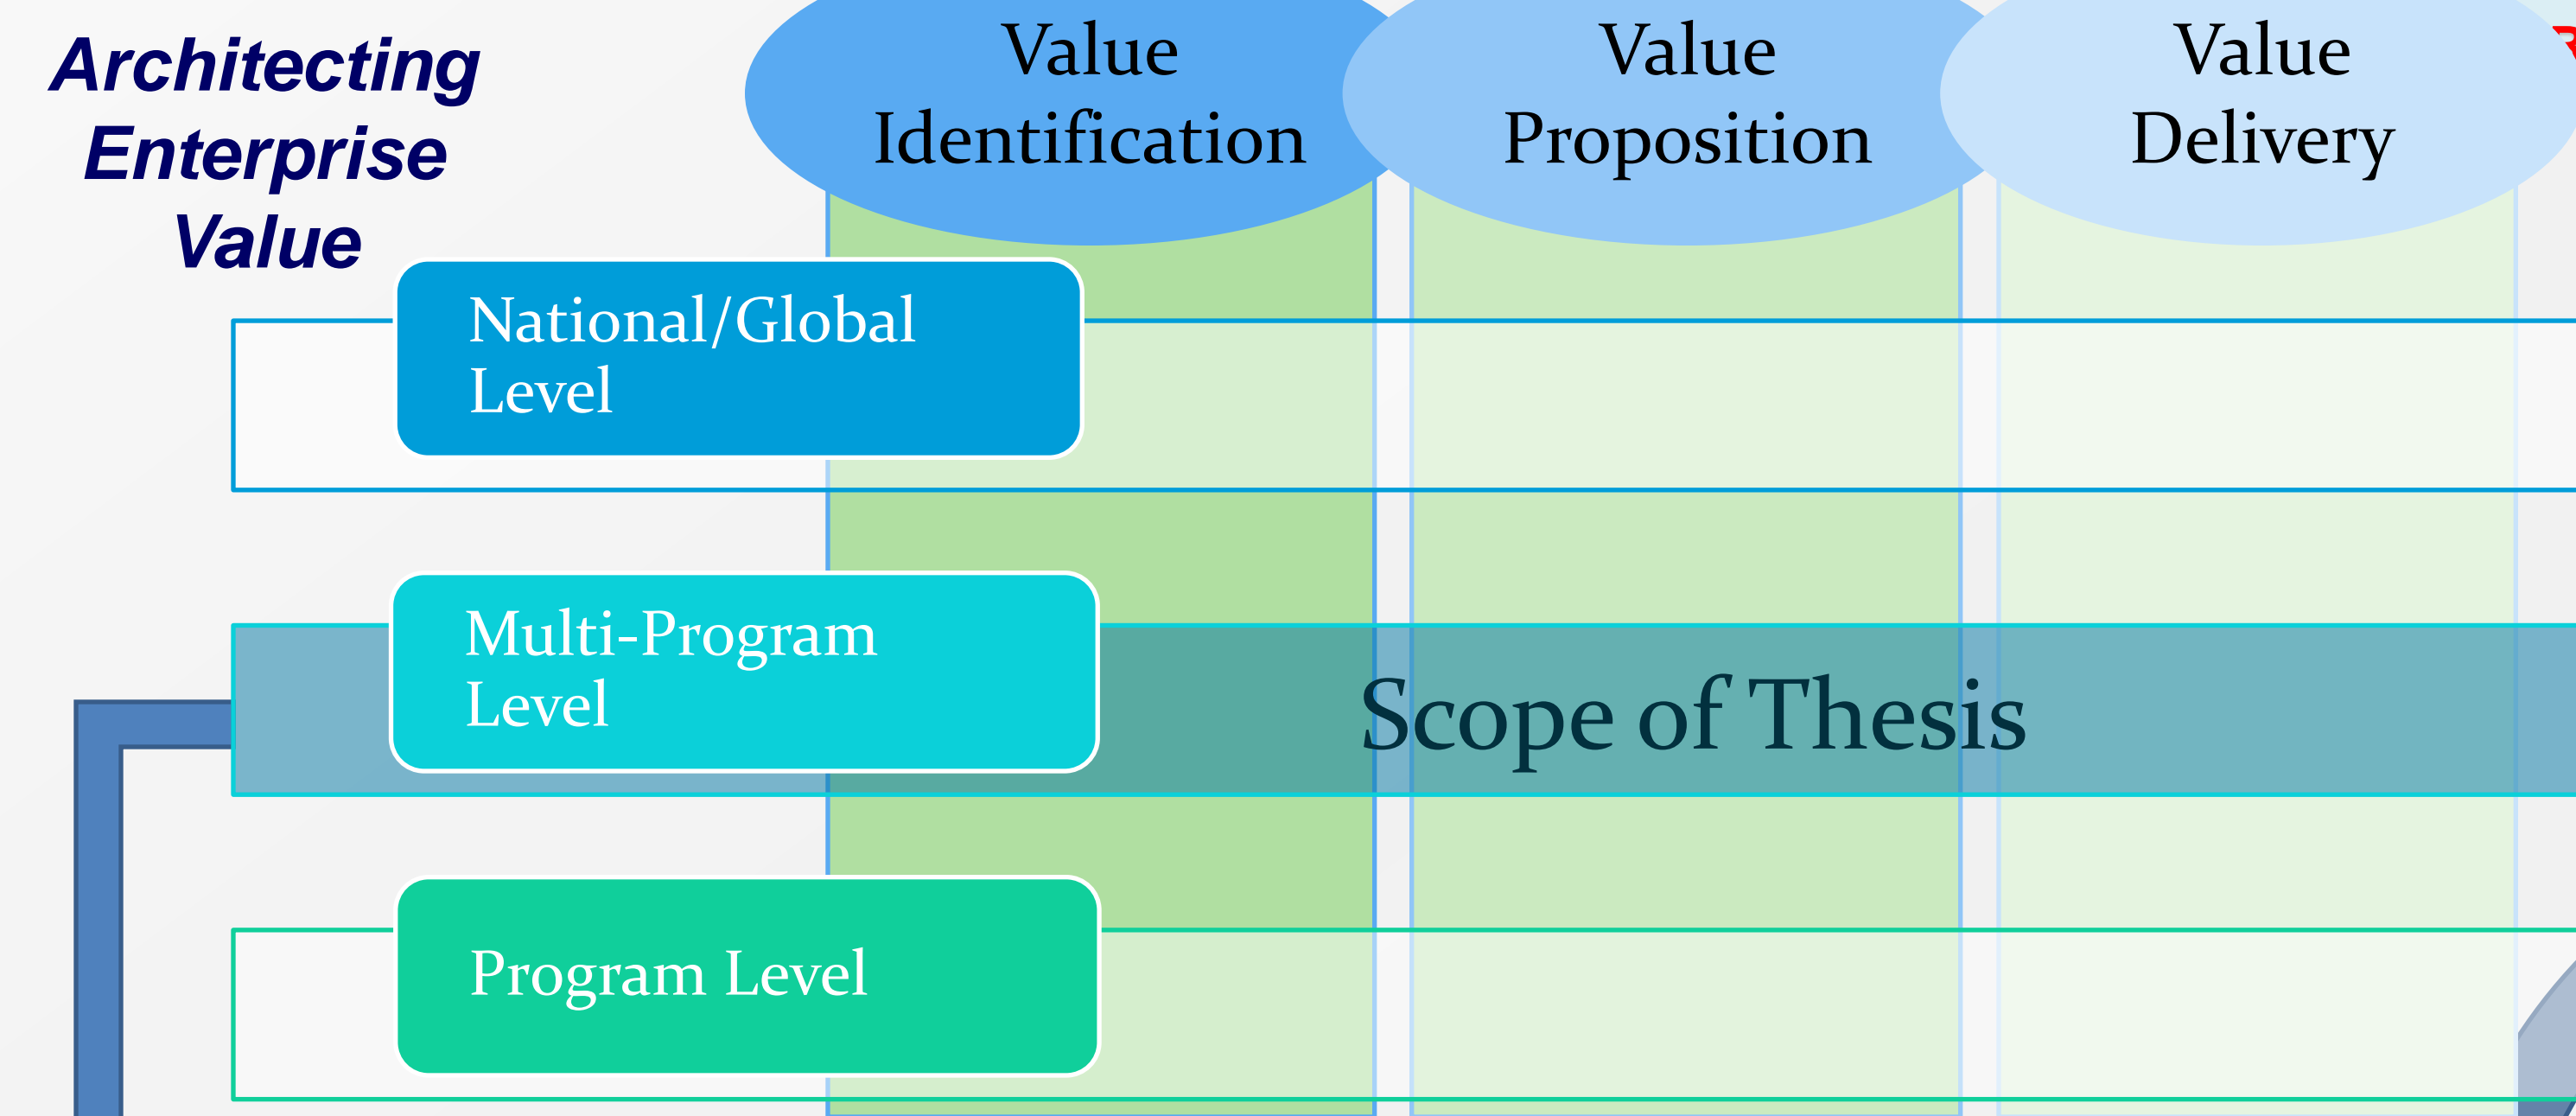 Architecting
Enterprise
Value
Value
Identification
Value
Proposition
Value
Delivery
National/Global
Level
Multi-Program
Level
Scope of Thesis
Program Level